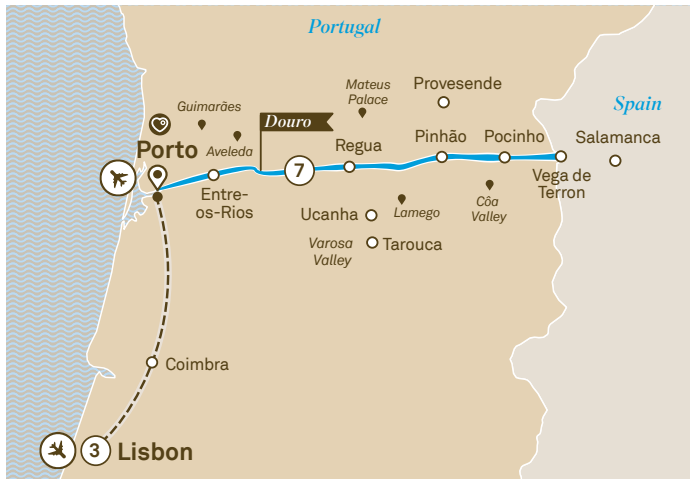 Portugal
Spain
Mateus
Palace
Provesende
Guimarães
Douro
Aveleda
Porto
Regua
Pinhão
Pocinho
Salamanca
7
Entre-
os-Rios
Vega de
Terron
Ucanha
Lamego
Côa
Valley
Varosa
Valley
Tarouca
Coimbra
3
Lisbon